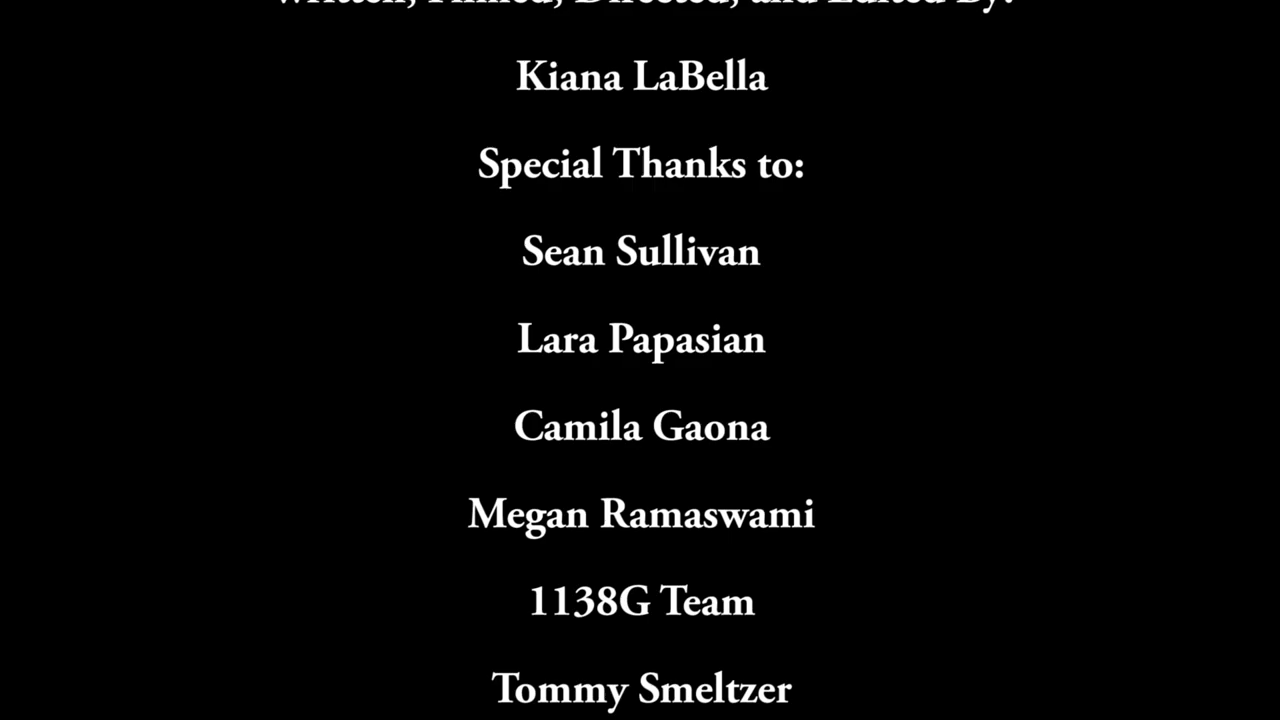 Written, Filmed, Directed, and Edited By:
Kiana LaBella
Special Thanks to:
Sean Sullivan
Lara Papasian
Camila Gaona
Megan Ramaswami
1138G Team
Tommy Smeltzer